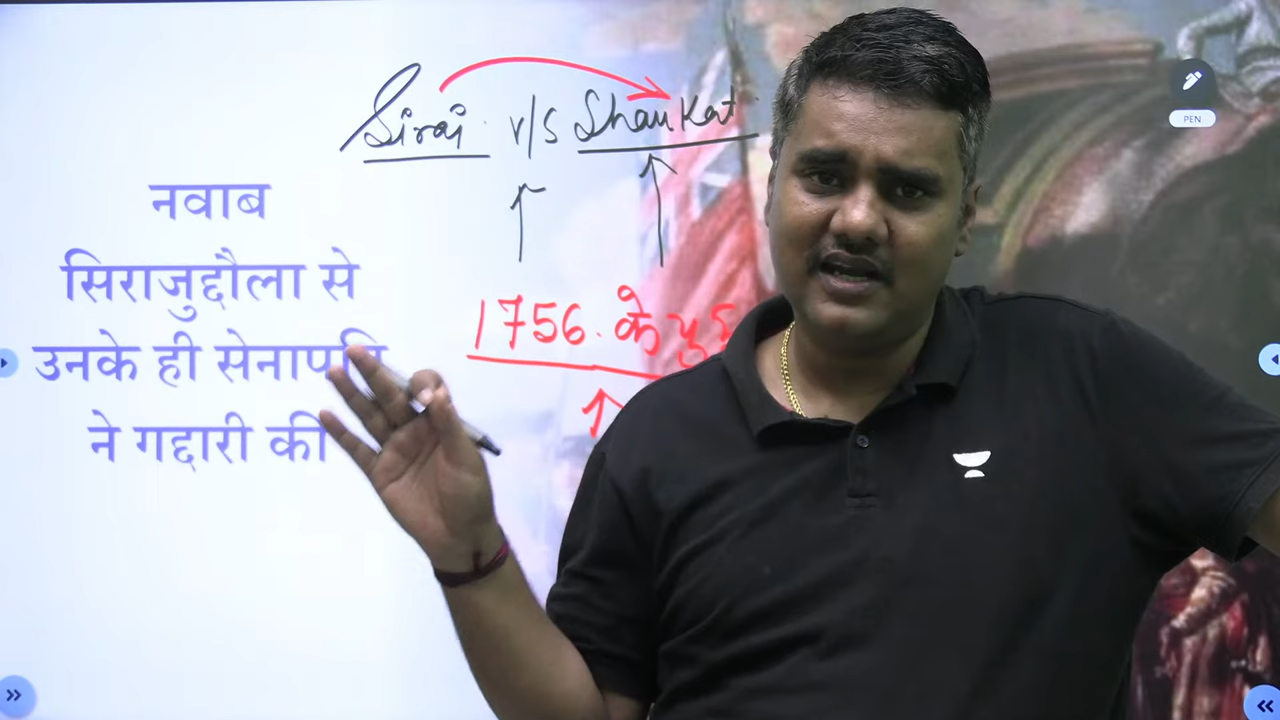 Siraj v/s Shaukat
नवाब
सिराजुद्दौला से
उनके ही सेनापति
ने गद्दारी की
1756. के युद्ध
PEN